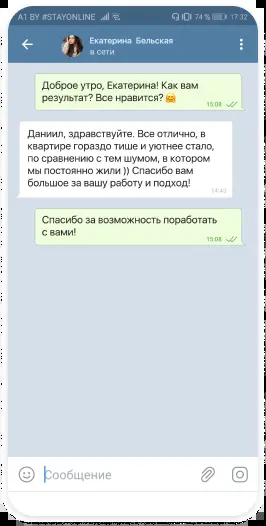 A1 BY #STAYONLINE 74 % 17:32
Екатерина Бельская
в сети
Доброе утро, Екатерина! Как вам
результат? Все нравится?🤗
15:08
Даниил, здравствуйте. Все отлично, в
квартире гораздо тише и уютнее стало,
по сравнению с тем шумом, в котором
мы постоянно жили )) Спасибо вам
большое за вашу работу и подход!
14:43
Спасибо за возможность поработать
с вами!
15:08
Сообщение